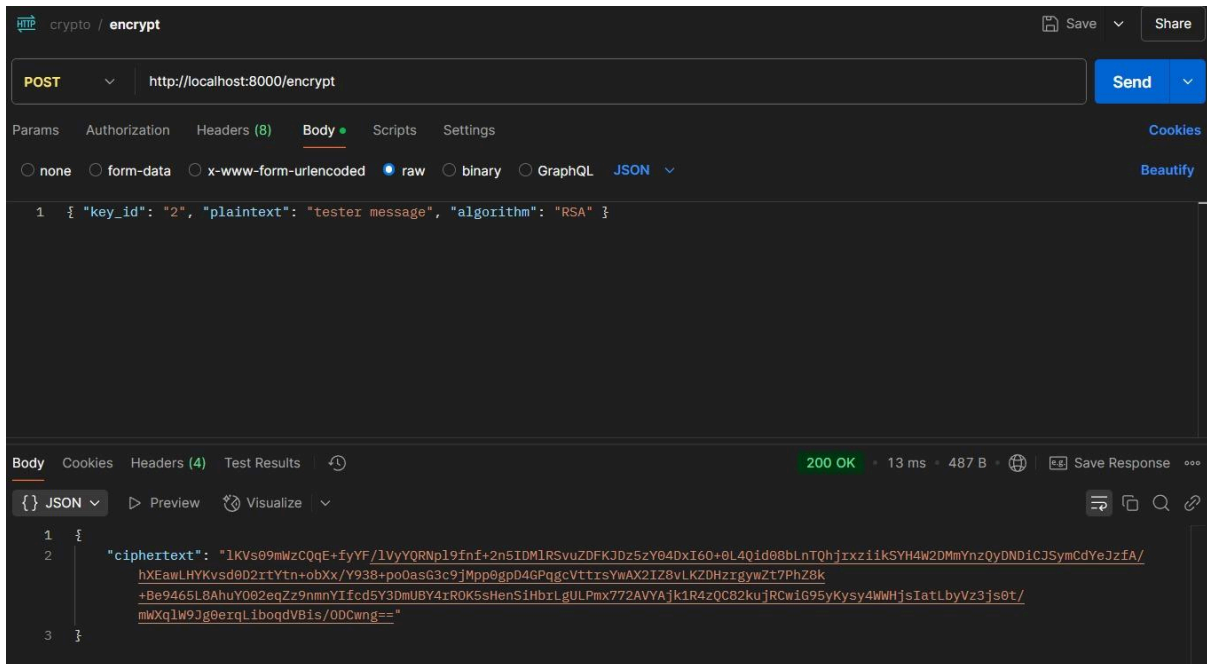 HTTP crypto / encrypt
Save Share
POST http://localhost:8000/encrypt Send
Params Authorization Headers (8) Body Scripts Settings Cookies
none form-data x-www-form-urlencoded raw binary GraphQL JSON Beautify
1 { "key_id": "2", "plaintext": "tester message", "algorithm": "RSA" }
Body Cookies Headers (4) Test Results 200 OK • 13 ms • 487 B • e.g. Save Response
{} JSON Preview Visualize
1 {
2 "ciphertext": "lKVs09mWzCQqE+fyYF/lVyYQRNpl9fnf+2n5IDMlRSvuZDFKJDz5zY04DxI6O+0L4Qid08bLnTQhjrxziikSYH4W2DMmYnzQyDNDiCJSymCdYeJzfA/
hXEawLHYKvsd0D2rtYtn+obXx/Y938+poOasG3c9jMpp0gpD4GPqgcVttrsYwAX2IZ8vLKZDHzrgywZt7PhZ8k
+Be9465L8AhuYO02eqZz9nmnYIfcd5Y3DmUBY4rROK5sHenSiHbrLgULPmx772AVYAjk1R4zQC82kujRCwiG95yKysy4WWHjsIatLbyVz3js0t/
mWXqlW9Jg0erqLiboqdVBis/ODCwng=="
3 }